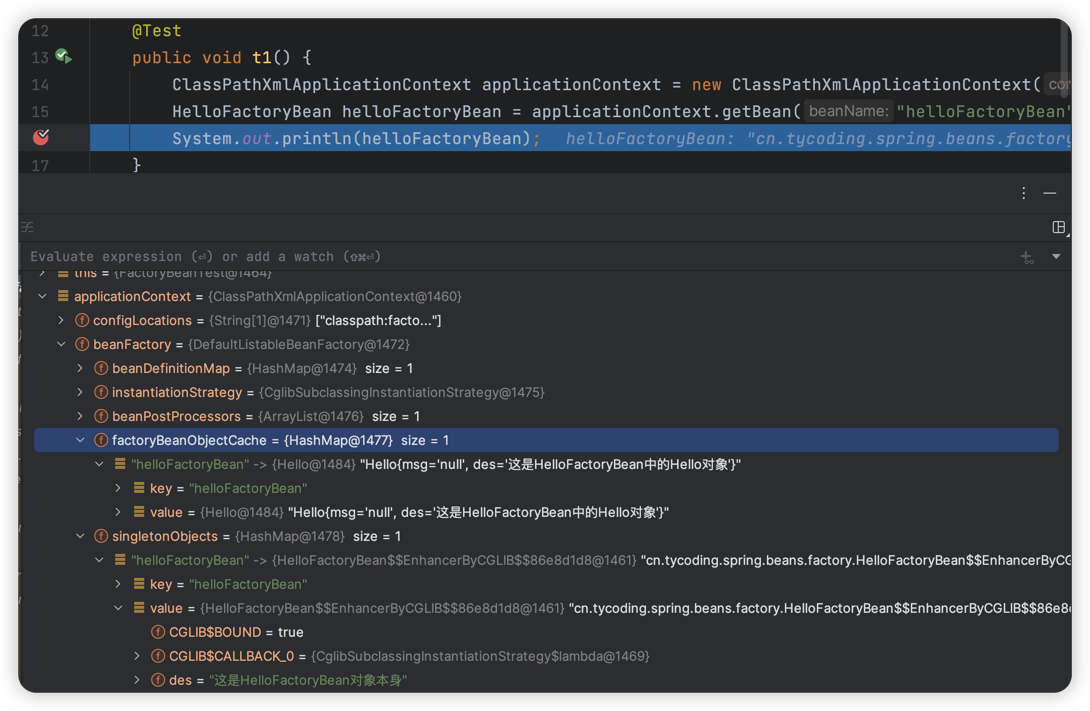 12 @Test
13 public void t1() {
14 ClassPathXmlApplicationContext applicationContext = new ClassPathXmlApplicationContext(
15 HelloFactoryBean helloFactoryBean = applicationContext.getBean( beanName: "helloFactoryBean"
System.out.println(helloFactoryBean); helloFactoryBean: "cn.tycoding.spring.beans.factory
17 }
Evaluate expression (⏎) or add a watch (⇧⌘⏎)
this = {FactoryBeanTest@1464}
applicationContext = {ClassPathXmlApplicationContext@1460}
configLocations = {String[1]@1471} ["classpath:facto..."]
beanFactory = {DefaultListableBeanFactory@1472}
beanDefinitionMap = {HashMap@1474} size = 1
instantiationStrategy = {CglibSubclassingInstantiationStrategy@1475}
beanPostProcessors = {ArrayList@1476} size = 1
factoryBeanObjectCache = {HashMap@1477} size = 1
"helloFactoryBean" -> {Hello@1484} "Hello{msg='null', des='这是HelloFactoryBean中的Hello对象'}"
key = "helloFactoryBean"
value = {Hello@1484} "Hello{msg='null', des='这是HelloFactoryBean中的Hello对象'}"
singletonObjects = {HashMap@1478} size = 1
"helloFactoryBean" -> {HelloFactoryBean$$EnhancerByCGLIB$$86e8d1d8@1461} "cn.tycoding.spring.beans.factory.HelloFactoryBean$$EnhancerByCG
key = "helloFactoryBean"
value = {HelloFactoryBean$$EnhancerByCGLIB$$86e8d1d8@1461} "cn.tycoding.spring.beans.factory.HelloFactoryBean$$EnhancerByCGLIB$$86e8
CGLIB$BOUND = true
CGLIB$CALLBACK_0 = {CglibSubclassingInstantiationStrategy$lambda@1469}
des = "这是HelloFactoryBean对象本身"